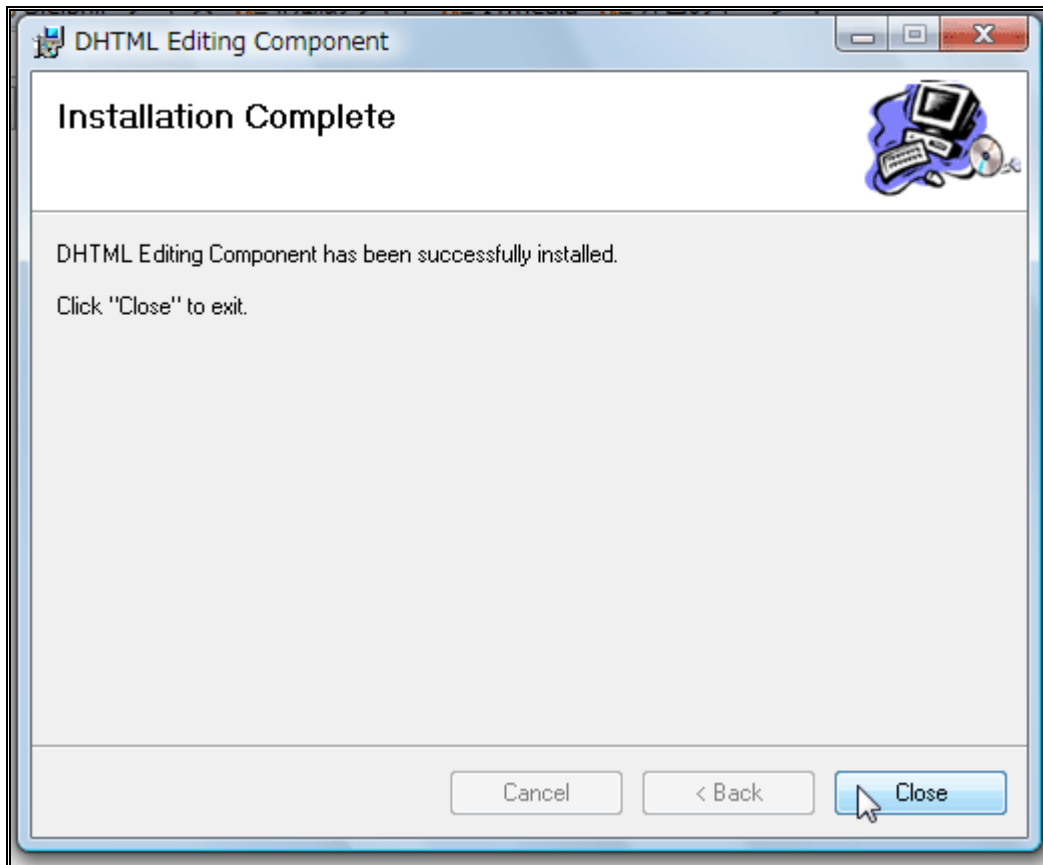 DHTML Editing Component
Installation Complete
DHTML Editing Component has been successfully installed.
Click "Close" to exit.
Cancel
< Back
Close